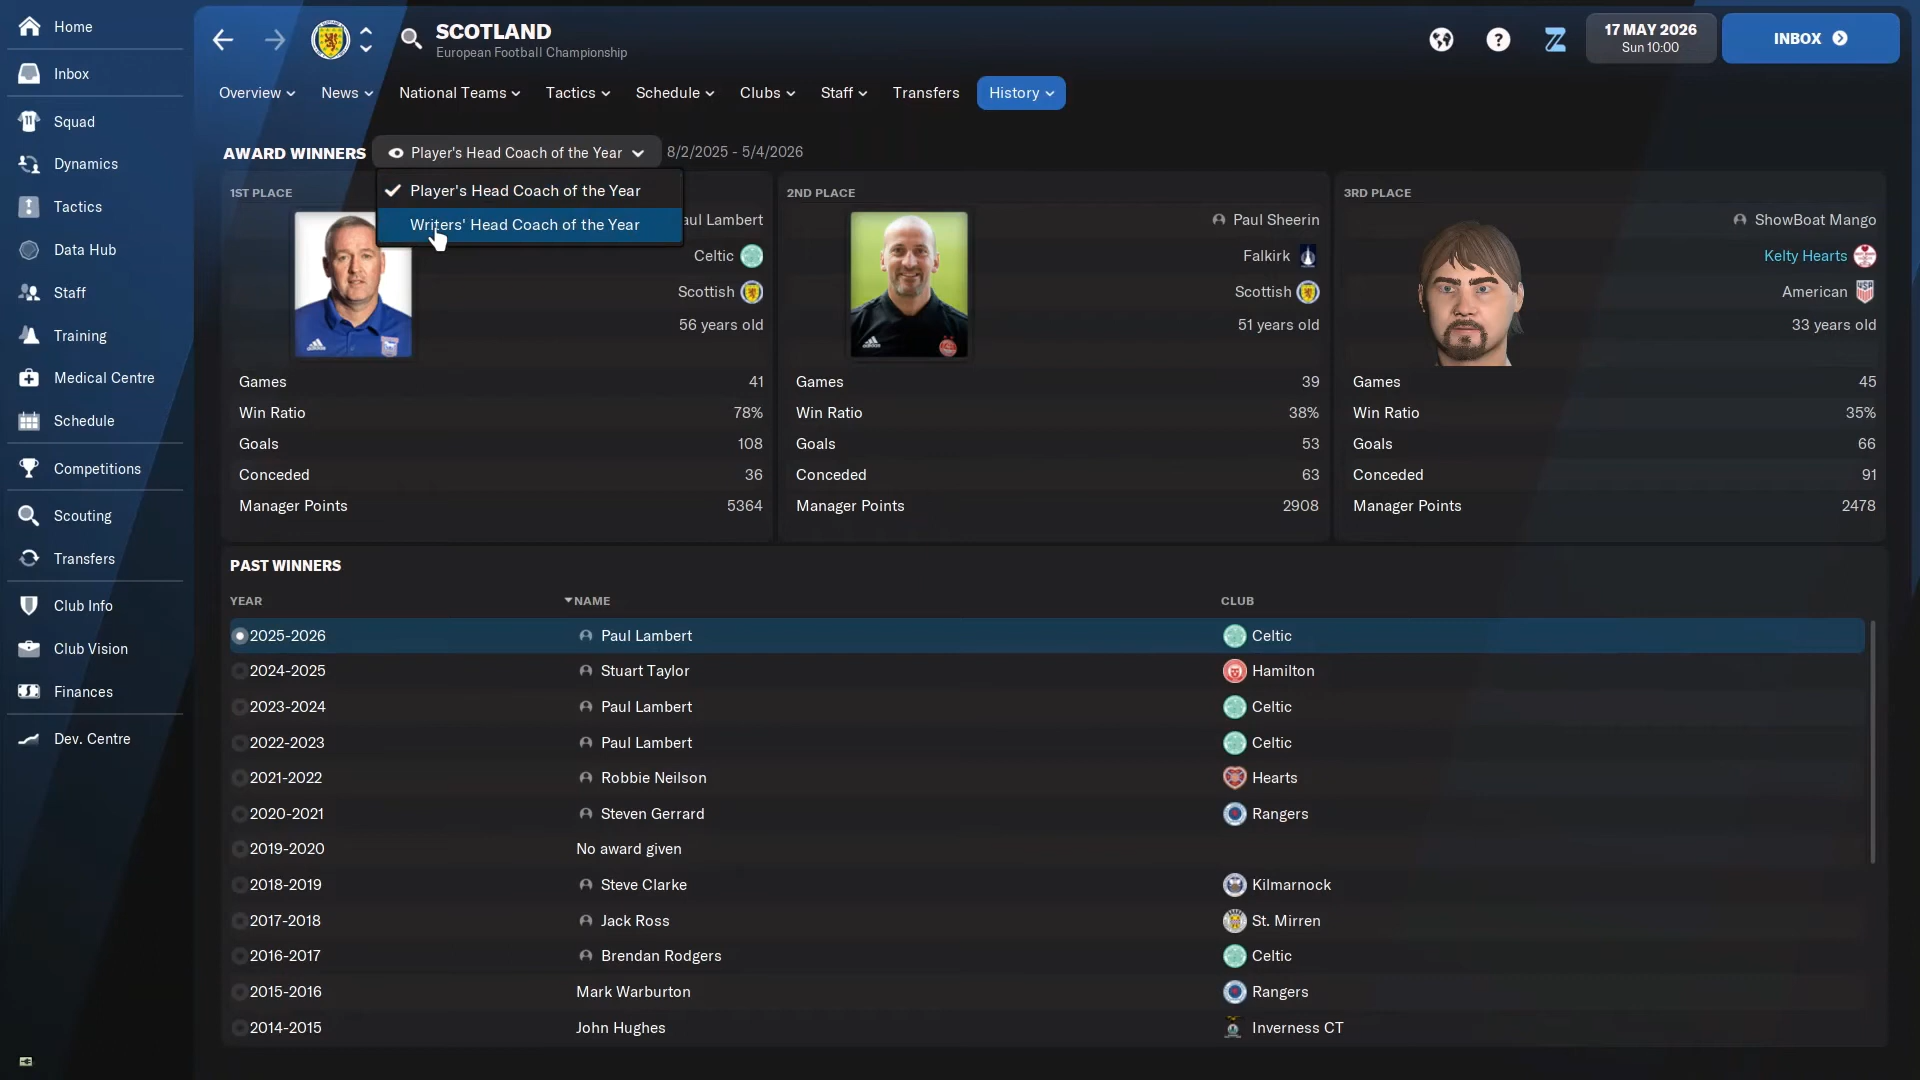 Home
Inbox
Squad
Dynamics
Tactics
Data Hub
Staff
Training
Medical Centre
Schedule
Competitions
Scouting
Transfers
Club Info
Club Vision
Finances
Dev. Centre
SCOTLAND
European Football Championship
17 MAY 2026
Sun 10:00
INBOX
Overview News National Teams Tactics Schedule Clubs Staff Transfers History
AWARD WINNERS Player's Head Coach of the Year 8/2/2025 - 5/4/2026
Player's Head Coach of the Year
Writers' Head Coach of the Year
1ST PLACE
aul Lambert
Celtic
Scottish
56 years old
Games 41
Win Ratio 78%
Goals 108
Conceded 36
Manager Points 5364
2ND PLACE
Paul Sheerin
Falkirk
Scottish
51 years old
Games 39
Win Ratio 38%
Goals 53
Conceded 63
Manager Points 2908
3RD PLACE
ShowBoat Mango
Kelty Hearts
American
33 years old
Games 45
Win Ratio 35%
Goals 66
Conceded 91
Manager Points 2478
PAST WINNERS
YEAR NAME CLUB
2025-2026 Paul Lambert Celtic
2024-2025 Stuart Taylor Hamilton
2023-2024 Paul Lambert Celtic
2022-2023 Paul Lambert Celtic
2021-2022 Robbie Neilson Hearts
2020-2021 Steven Gerrard Rangers
2019-2020 No award given
2018-2019 Steve Clarke Kilmarnock
2017-2018 Jack Ross St. Mirren
2016-2017 Brendan Rodgers Celtic
2015-2016 Mark Warburton Rangers
2014-2015 John Hughes Inverness CT